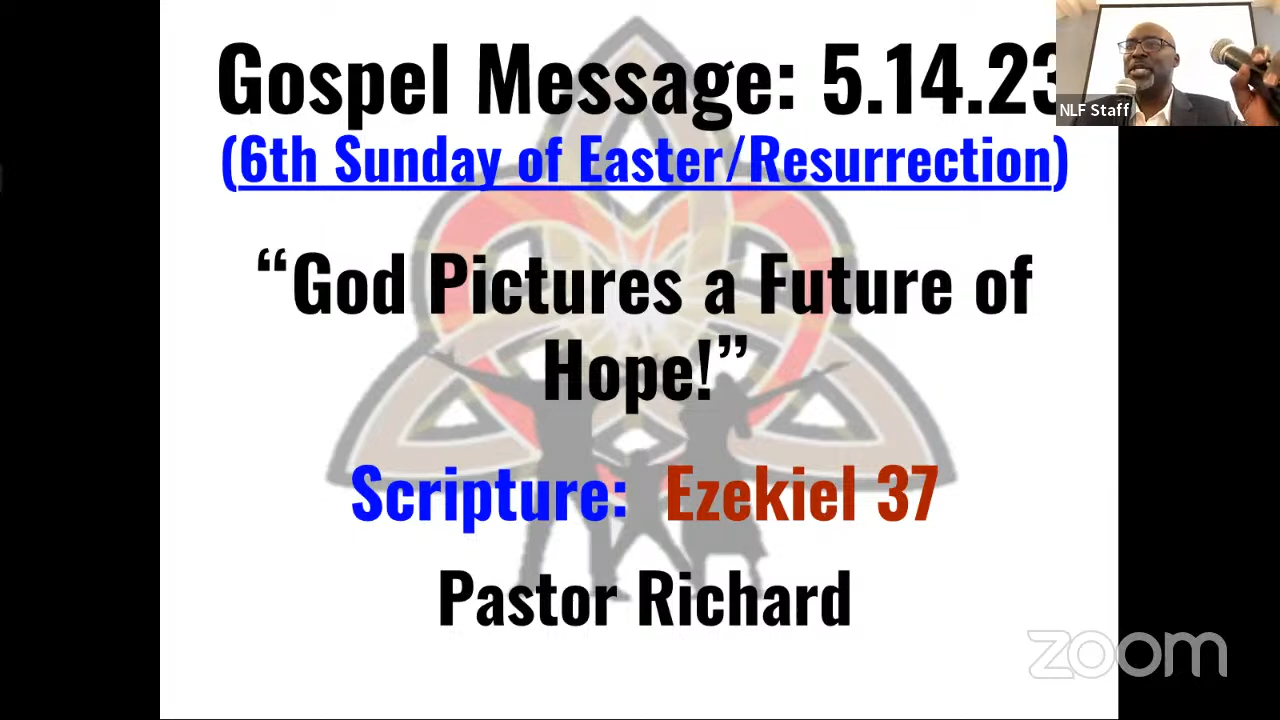 Gospel Message: 5.14.23
NLF Staff
(6th Sunday of Easter/Resurrection)
“God Pictures a Future of
Hope!”
Scripture: Ezekiel 37
Pastor Richard
zoom